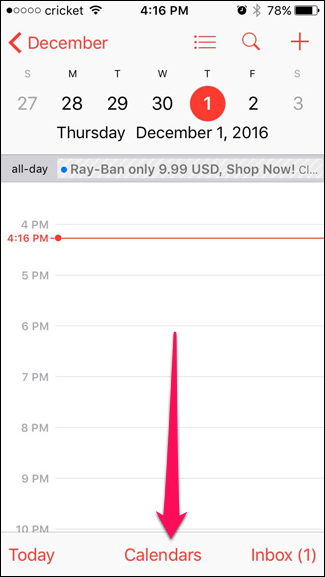 cricket 4:16 PM 78%
December
S M T W T F S
27 28 29 30 1 2 3
Thursday December 1, 2016
all-day Ray-Ban only 9.99 USD, Shop Now! Cl...
4 PM
4:16 PM
5 PM
6 PM
7 PM
8 PM
9 PM
10 PM
Today Calendars Inbox (1)